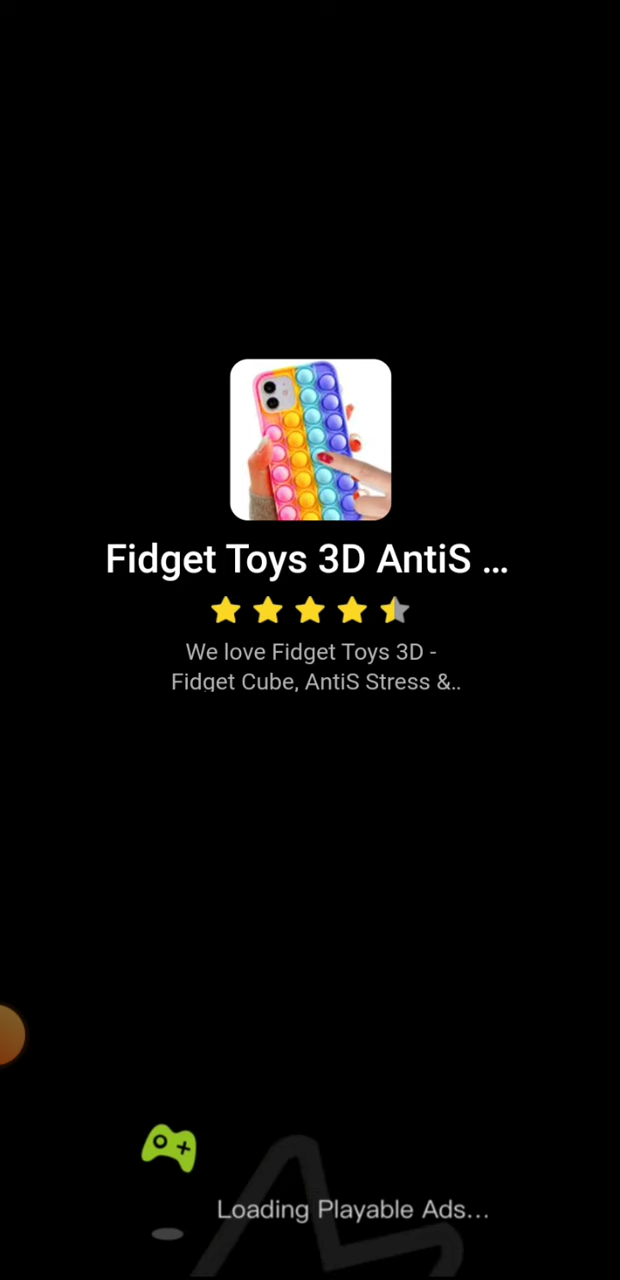 Fidget Toys 3D AntiS ...
We love Fidget Toys 3D -
Fidget Cube, AntiS Stress &..
Loading Playable Ads...